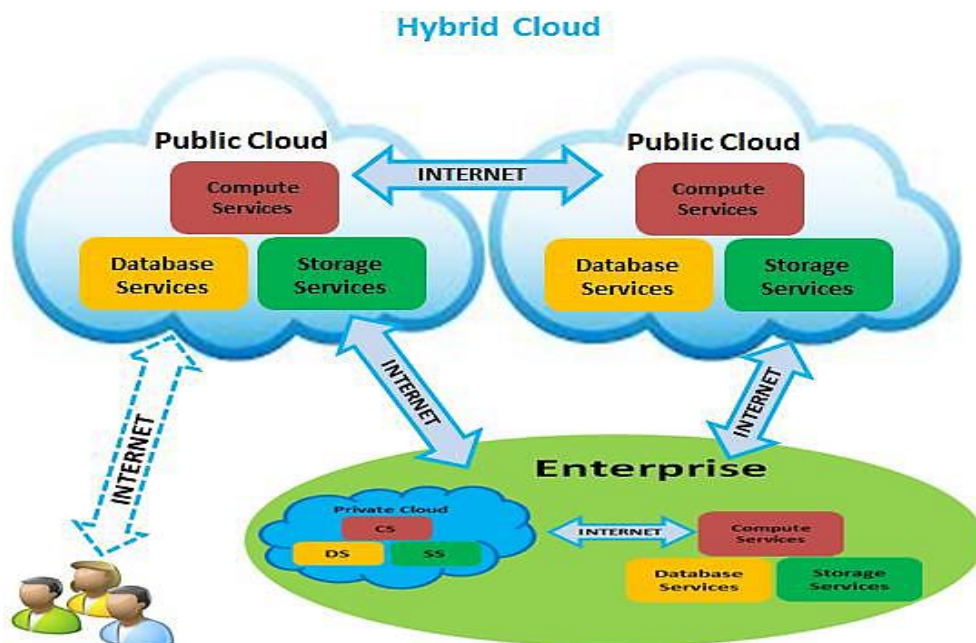 Hybrid Cloud
Public Cloud
Compute
Services
Database
Services
Storage
Services
INTERNET
Public Cloud
Compute
Services
Database
Services
Storage
Services
INTERNET
INTERNET
INTERNET
Enterprise
Private Cloud
CS
DS
SS
INTERNET
Compute
Services
Database
Services
Storage
Services